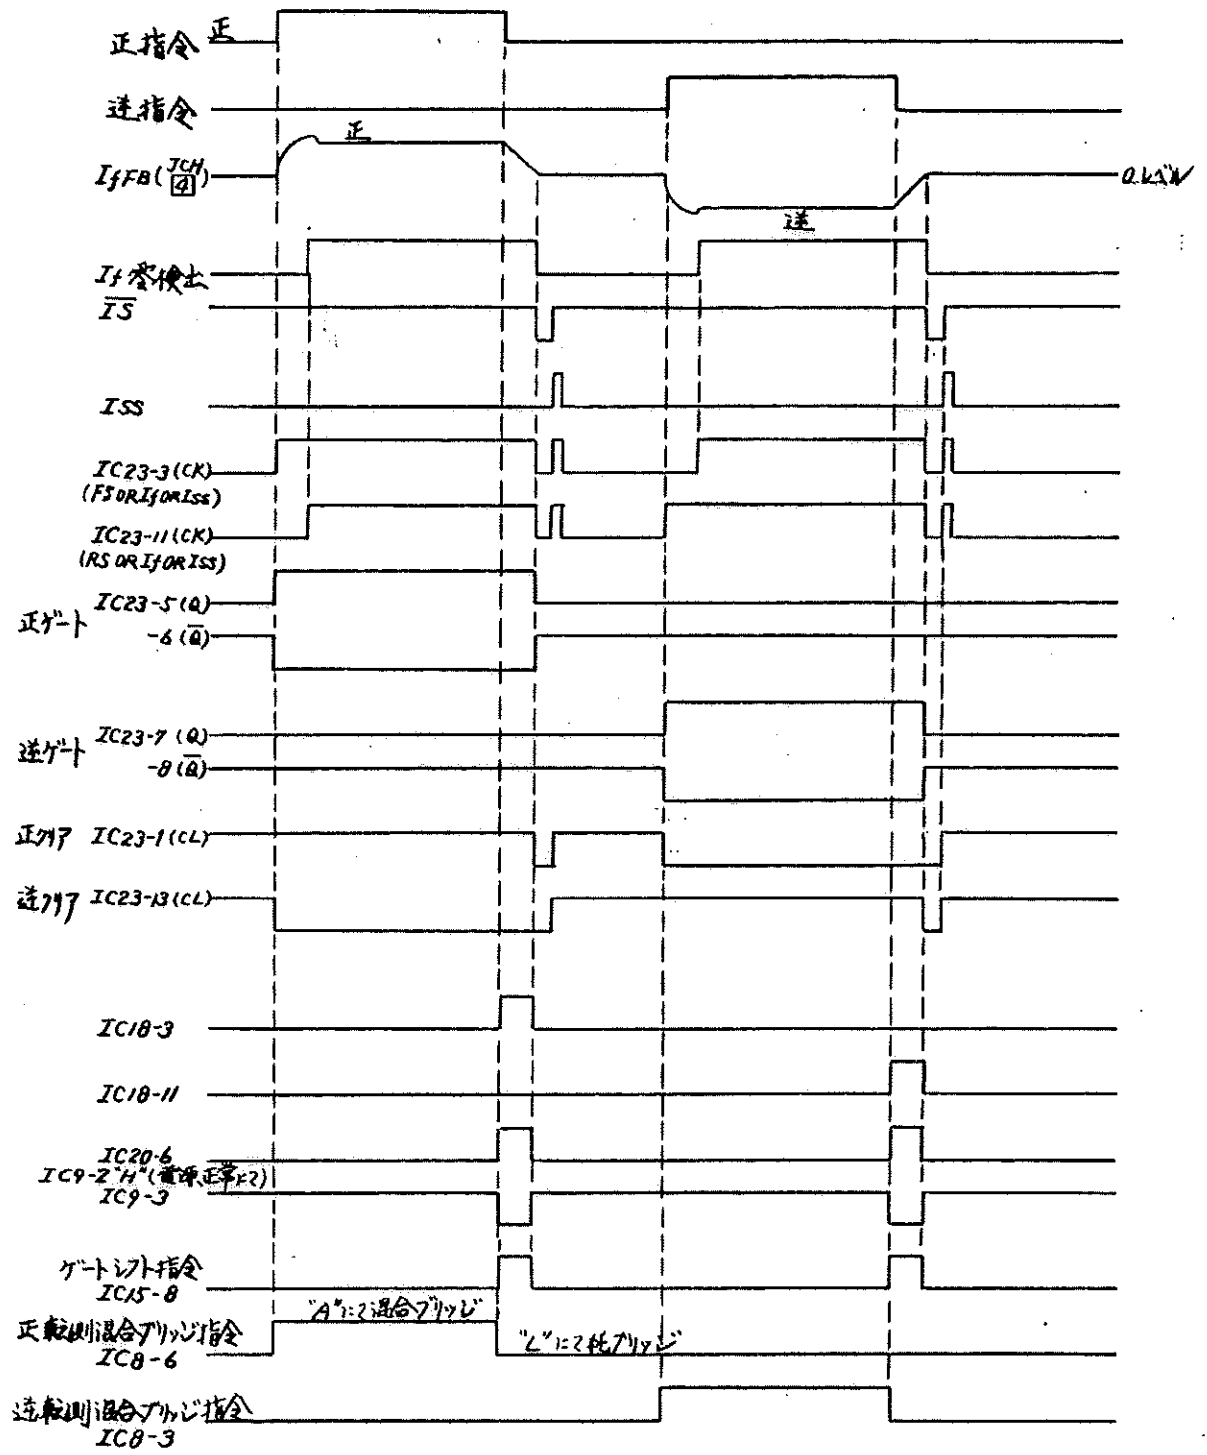 正指令 正
逆指令
正
IfFB(JCH 4)
0レベル
逆
If零検出
IS
ISS
IC23-3(CK)
(FS OR If OR Iss)
IC23-11(CK)
(RS OR If OR Iss)
IC23-5(Q)
正ゲート
-6(Q)
IC23-7(Q)
逆ゲート
-8(Q)
正クリア IC23-1(CL)
逆クリア IC23-13(CL)
IC18-3
IC18-11
IC20-6
IC9-2"H"(電源正常にて)
IC9-3
ゲートシフト指令
IC15-8
"A"にて混合ブリッジ
正転側混合ブリッジ指令
"L"にて純ブリッジ
IC8-6
逆転側混合ブリッジ指令
IC8-3